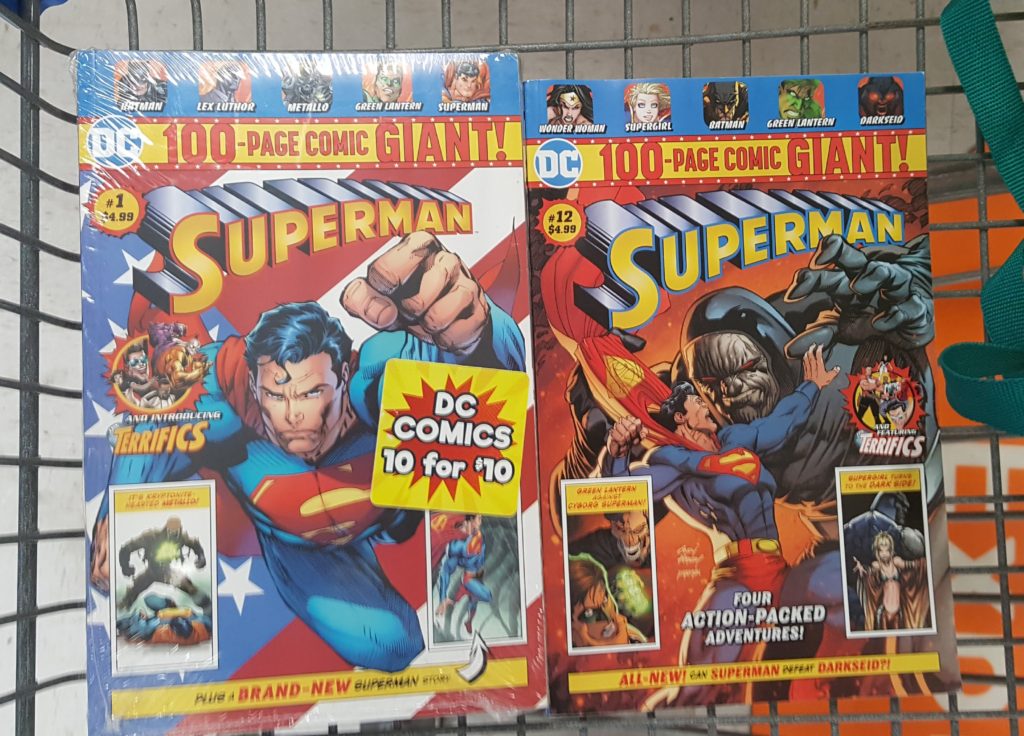 BATMAN
LEX LUTHOR
METALLO
GREEN LANTERN
SUPERMAN
DC
100-PAGE COMIC GIANT!
#1
$4.99
SUPERMAN
AND INTRODUCING
TERRIFICS
DC
COMICS
10 for $10
IT'S KRYPTONITE-
HEARTED METALLO!
PLUS A BRAND-NEW SUPERMAN STORY
WONDER WOMAN
SUPERGIRL
BATMAN
GREEN LANTERN
DARKSEID
DC
100-PAGE COMIC GIANT!
#12
$4.99
SUPERMAN
AND
FEATURING
THE
TERRIFICS
GREEN LANTERN
AGAINST
CYBORG SUPERMAN!
SUPERGIRL TURNS
TO THE DARK SIDE!
FOUR
ACTION-PACKED
ADVENTURES!
ALL-NEW! CAN SUPERMAN DEFEAT DARKSEID?!